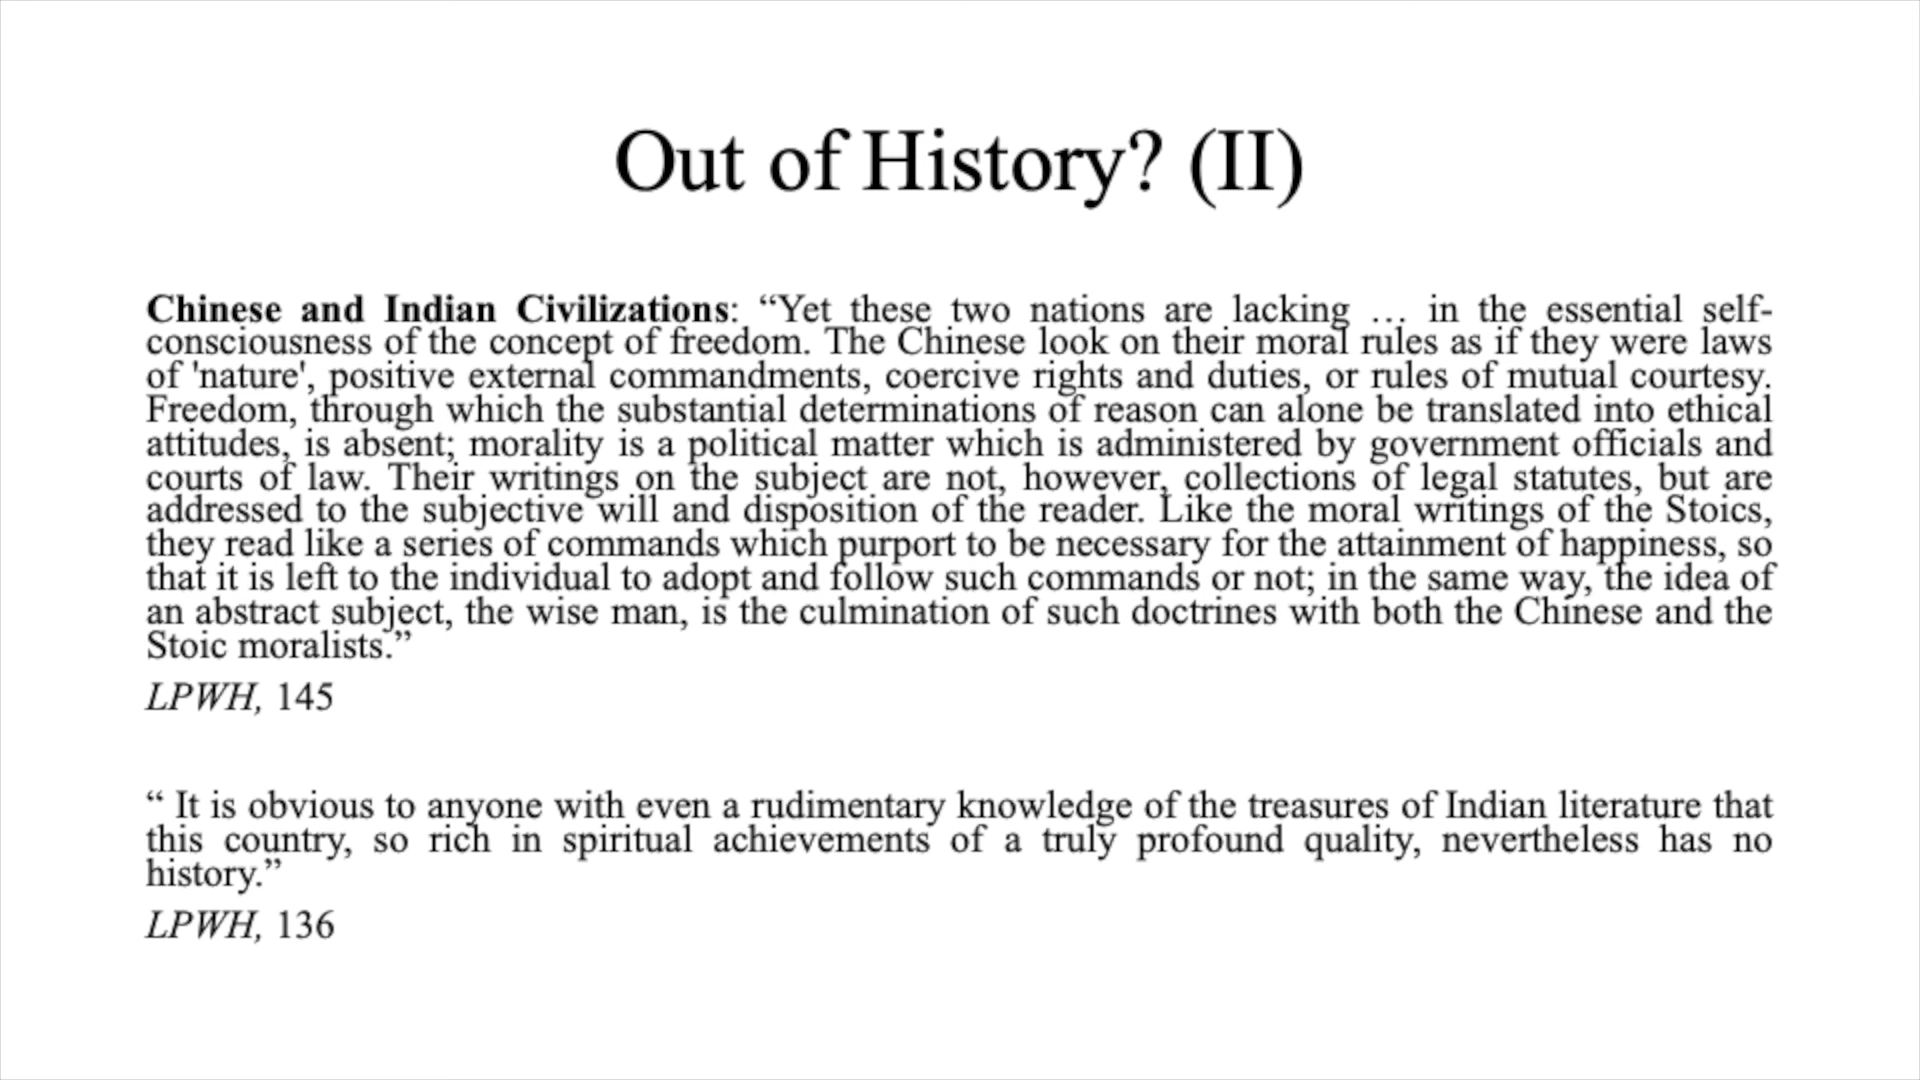 Out of History? (II)
Chinese and Indian Civilizations: “Yet these two nations are lacking … in the essential self-
consciousness of the concept of freedom. The Chinese look on their moral rules as if they were laws
of 'nature', positive external commandments, coercive rights and duties, or rules of mutual courtesy.
Freedom, through which the substantial determinations of reason can alone be translated into ethical
attitudes, is absent; morality is a political matter which is administered by government officials and
courts of law. Their writings on the subject are not, however, collections of legal statutes, but are
addressed to the subjective will and disposition of the reader. Like the moral writings of the Stoics,
they read like a series of commands which purport to be necessary for the attainment of happiness, so
that it is left to the individual to adopt and follow such commands or not; in the same way, the idea of
an abstract subject, the wise man, is the culmination of such doctrines with both the Chinese and the
Stoic moralists.”
LPWH, 145
“ It is obvious to anyone with even a rudimentary knowledge of the treasures of Indian literature that
this country, so rich in spiritual achievements of a truly profound quality, nevertheless has no
history.”
LPWH, 136